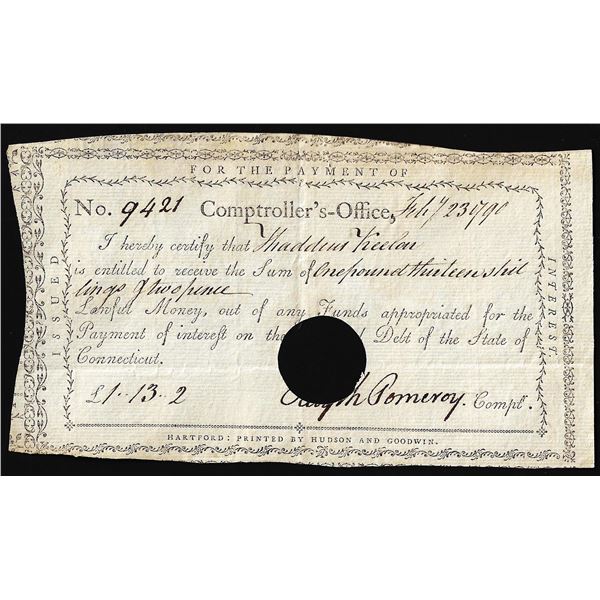 FOR THE PAYMENT OF
ISSUED
INTEREST.
No. 9421 Comptroller's-Office, Feby 23 1790
I hereby certify that Thaddeus Keelor
is entitled to receive the Sum of One pound thirteen shil
lings & two pence
Lawful Money, out of any Funds appropriated for the
Payment of interest on the Debt of the State of
Connecticut.
£1..13..2
Pomeroy. Compt.r
HARTFORD: PRINTED BY HUDSON AND GOODWIN.